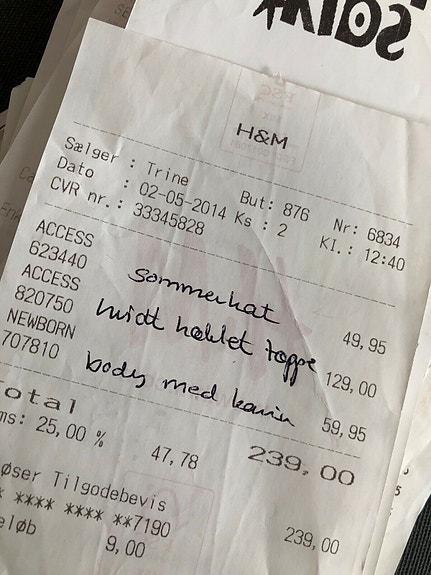 H&M
Sælger : Trine But: 876 Nr: 6834
Dato : 02-05-2014 Ks : 2 Kl.: 12:40
CVR nr.: 33345828
ACCESS
623440 sommerhat 49,95
ACCESS
820750 hvidt hæklet tæppe 129,00
NEWBORN
707810 body med kanin 59,95
otal 239,00
ms: 25,00 % 47,78
øser Tilgodebevis
* **** **** **7190 239,00
eløb 9,00